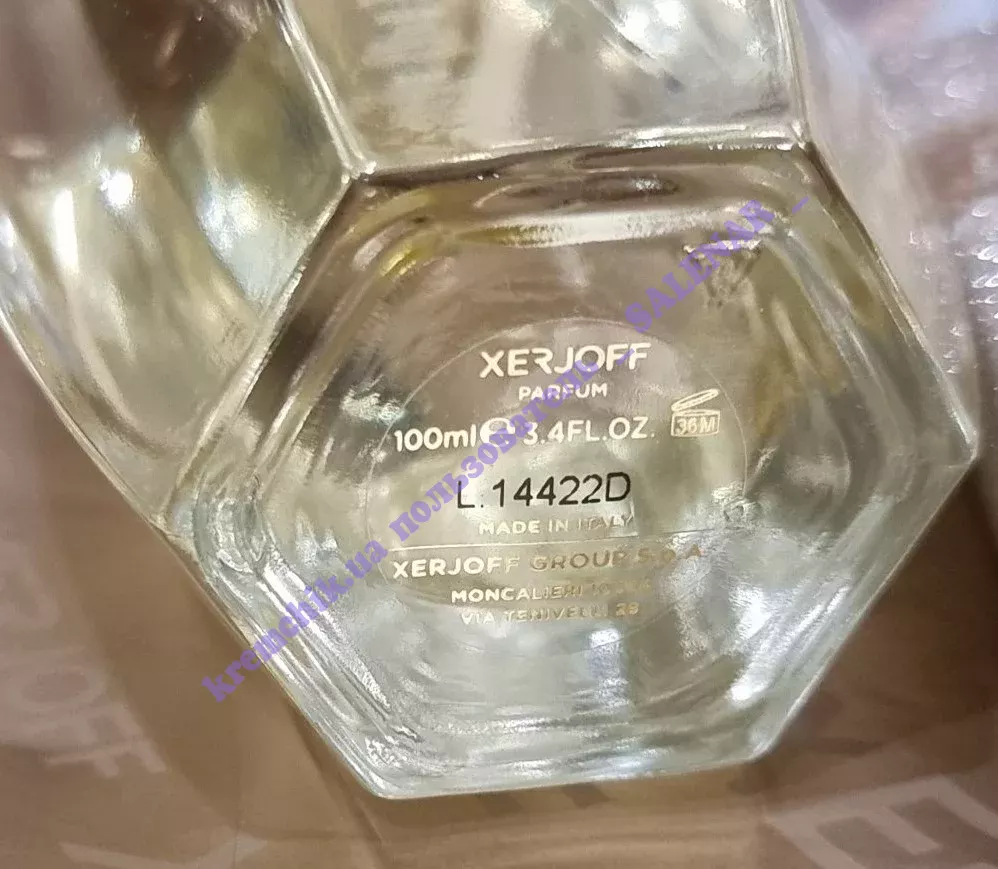 XERJOFF
PARFUM
100ml e 3.4FL.OZ. 36M
L.14422D
MADE IN ITALY
XERJOFF GROUP S.p.A
MONCALIERI
VIA TENIVELLI 29
kremchik.ua пользователь _ SALENAR _